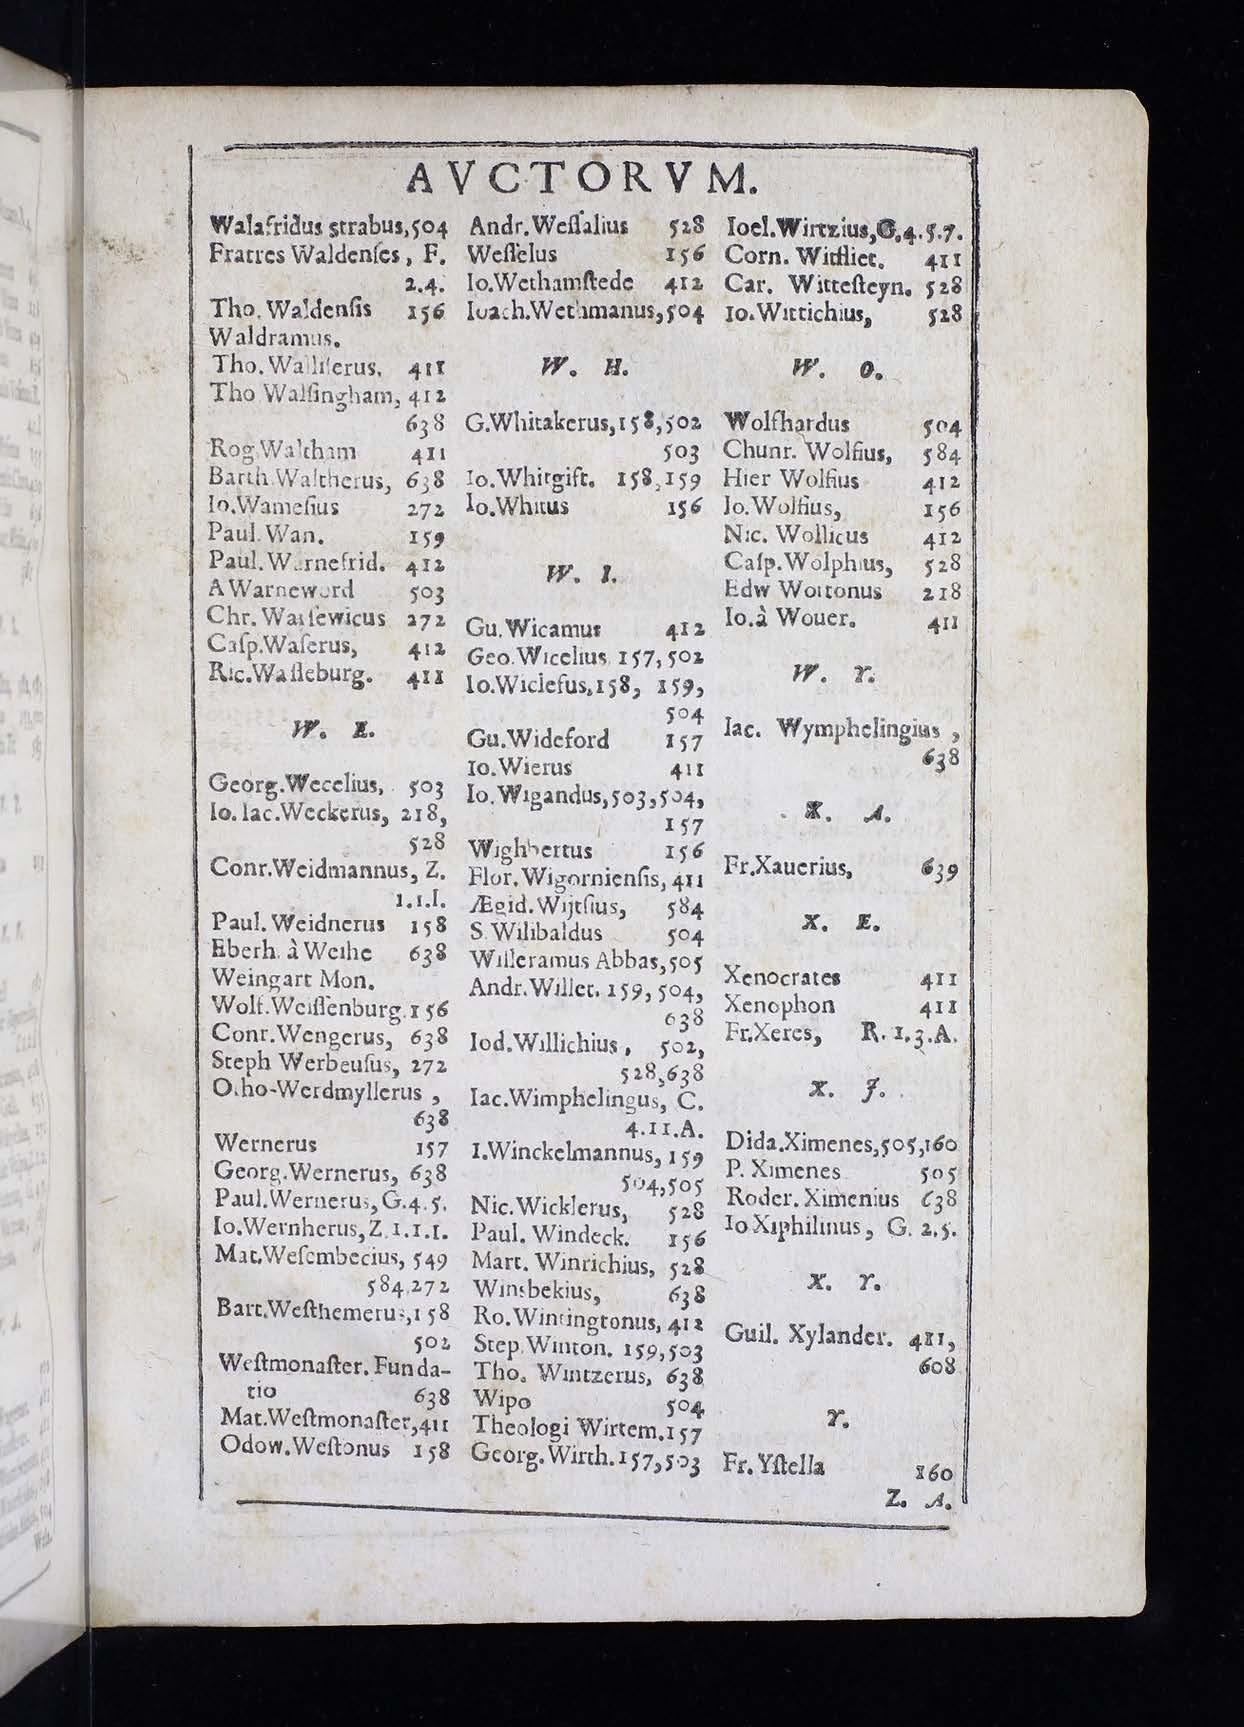 AVCTORVM.
Walafridus strabus, 504
Fratres Waldenſes, F.
2.4.
Tho. Waldenſis 156
Waldramus.
Tho. Walliſerus, 411
Tho Walſingham, 412
638
Rog. Waltham 411
Barth. Waltherus, 638
Io. Wameſius 272
Paul. Wan. 159
Paul. Warnefrid. 412
A Warneword 503
Chr. Warſewicus 272
Caſp. Waſerus, 412
Ric. Waſſeburg. 411
W. E.
Georg. Wecelius, 503
Io. Iac. Weckerus, 218,
528
Conr. Weidmannus, Z.
1.1.I.
Paul. Weidnerus 158
Eberh. à Weihe 638
Weingart Mon.
Wolf. Weiſſenburg. 156
Conr. Wengerus, 638
Steph Werbeuſus, 272
Otho-Werdmyllerus,
638
Wernerus 157
Georg. Wernerus, 638
Paul. Wernerus, G.4.5.
Io. Wernherus, Z.1.1.I.
Mat. Weſembecius, 549
584,272
Bart. Weſthemerus, 158
502
Weſtmonaſter. Funda-
tio 638
Mat. Weſtmonaſter, 411
Odow. Weſtonus 158
Andr. Weſſalius 528
Weſſelus 156
Io. Wethamſtede 412
Ioach. Wethmanus, 504
W. H.
G. Whitakerus, 158, 502
503
Io. Whitgift. 158, 159
Io. Whitus 156
W. I.
Gu. Wicamus 412
Geo. Wicelius 157, 502
Io. Wiclefus, 158, 159,
504
Gu. Wideford 157
Io. Wierus 411
Io. Wigandus, 503, 504,
157
Wighbertus 156
Flor. Wigornienſis, 411
Ægid. Wijtſius, 584
S. Wilibaldus 504
Willeramus Abbas, 505
Andr. Willet. 159, 504,
638
Iod. Willichius, 502,
528, 638
Iac. Wimphelingus, C.
4.11.A.
I. Winckelmannus, 159
504, 505
Nic. Wicklerus, 528
Paul. Windeck. 156
Mart. Winrichius, 528
Winsbekius, 638
Ro. Wintingtonus, 412
Step. Winton. 159, 503
Tho. Wintzerus, 638
Wipo 504
Theologi Wirtem. 157
Georg. Wirth. 157, 503
Ioel. Wirtzius, G.4.5.7.
Corn. Witfliet. 411
Car. Witteſteyn. 528
Io. Wittichius, 528
W. O.
Wolfhardus 504
Chunr. Wolfius, 584
Hier Wolfius 412
Io. Wolfius, 156
Nic. Wollicus 412
Caſp. Wolphius, 528
Edw Wottonus 218
Io. à Wouer. 411
W. Y.
Iac. Wymphelingius,
638
X. A.
Fr. Xauerius, 639
X. E.
Xenocrates 411
Xenophon 411
Fr. Xeres, R. 1.3.A.
X. J.
Dida. Ximenes, 505, 160
P. Ximenes 505
Roder. Ximenius 638
Io Xiphilinus, G. 2.5.
X. Y.
Guil. Xylander. 411,
608
Y.
Fr. Yſtella 160
Z. A.